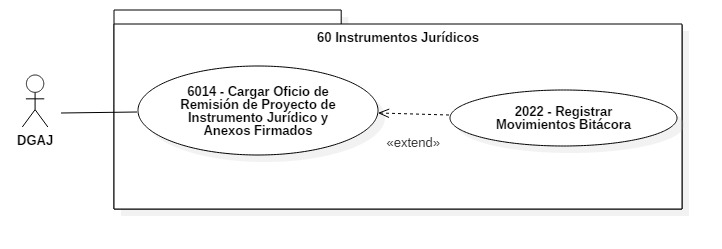 60 Instrumentos Jurídicos
6014 - Cargar Oficio de
Remisión de Proyecto de
Instrumento Jurídico y
Anexos Firmados
2022 - Registrar
Movimientos Bitácora
«extend»
DGAJ